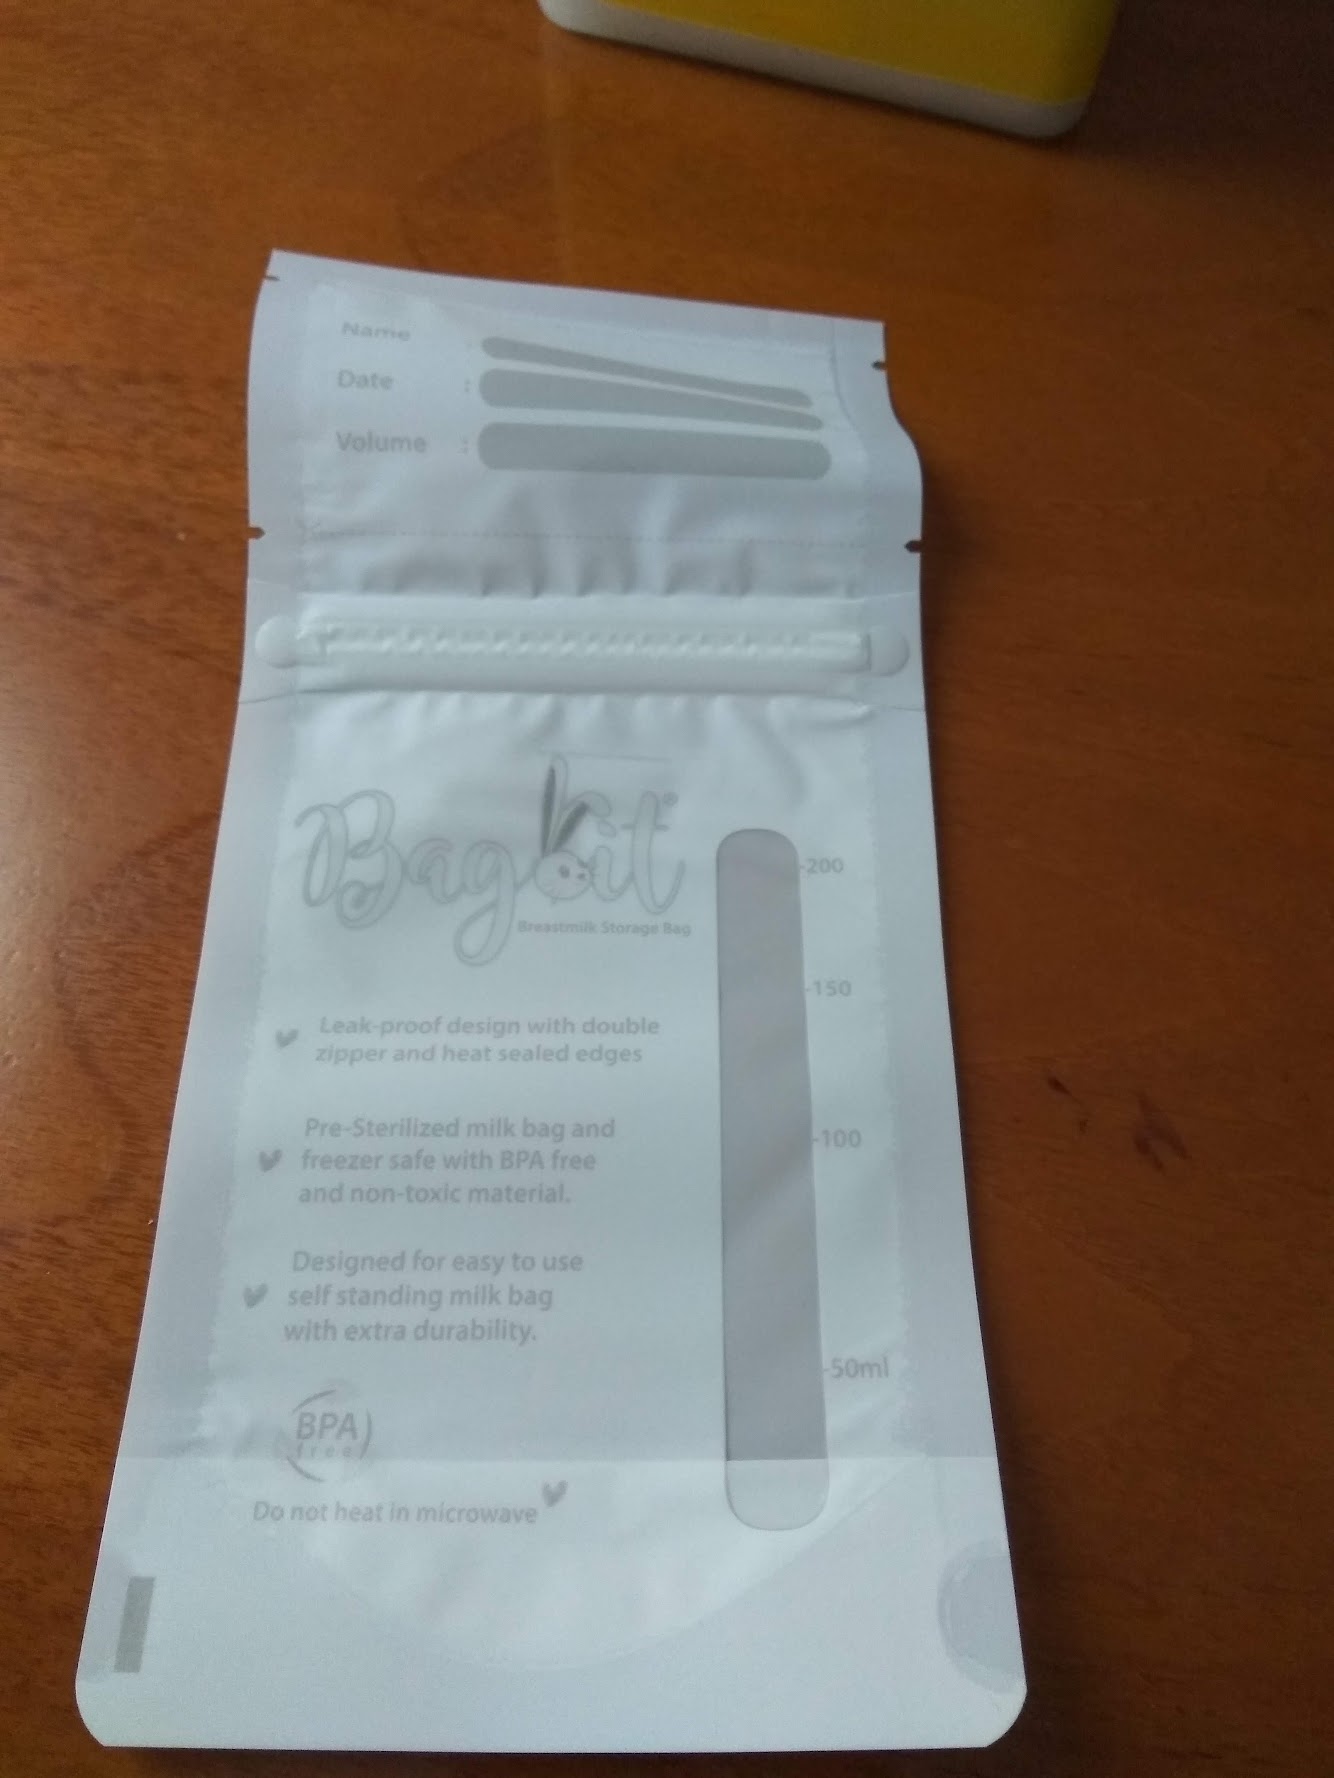 Name
Date :
Volume :
Bagkit®
Breastmilk Storage Bag
Leak-proof design with double
zipper and heat sealed edges
Pre-Sterilized milk bag and
freezer safe with BPA free
and non-toxic material.
Designed for easy to use
self standing milk bag
with extra durability.
BPA
free
Do not heat in microwave
-200
-150
-100
-50ml